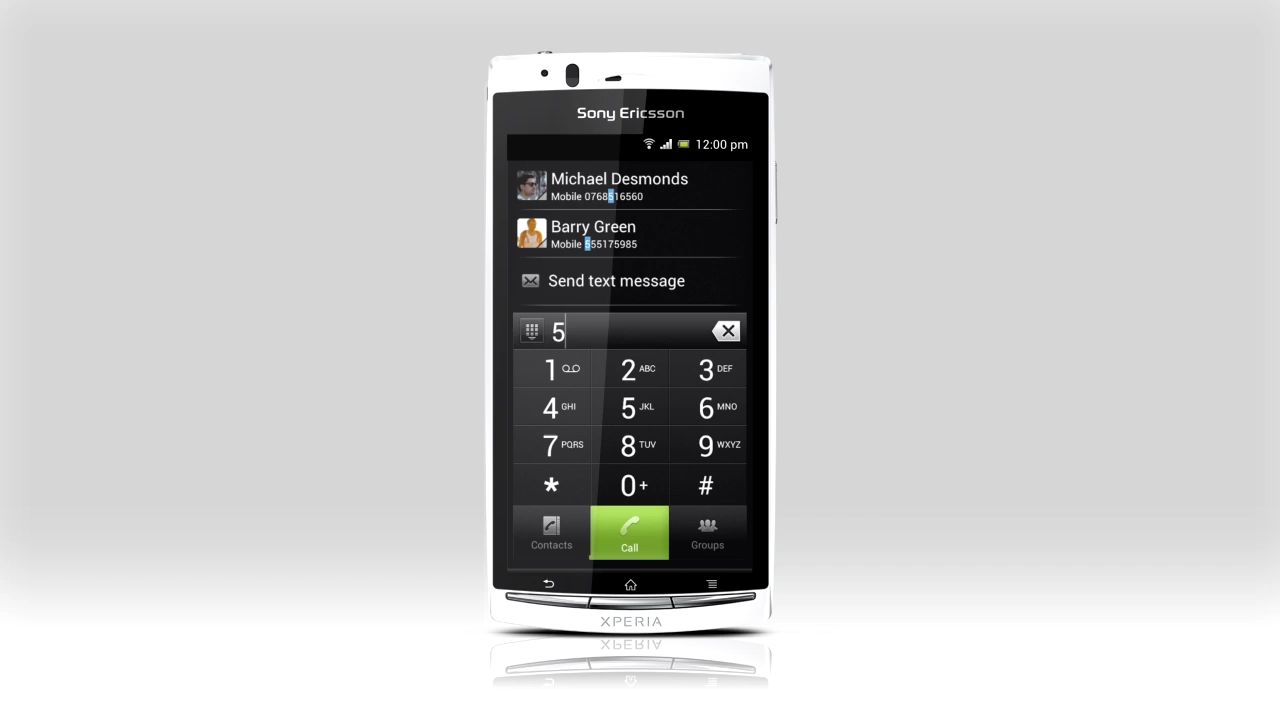 Sony Ericsson
12:00 pm
Michael Desmonds
Mobile 0768516560
Barry Green
Mobile 555175985
Send text message
5
1 2 ABC 3 DEF
4 GHI 5 JKL 6 MNO
7 PQRS 8 TUV 9 WXYZ
* 0 + #
Contacts Call Groups
XPERIA